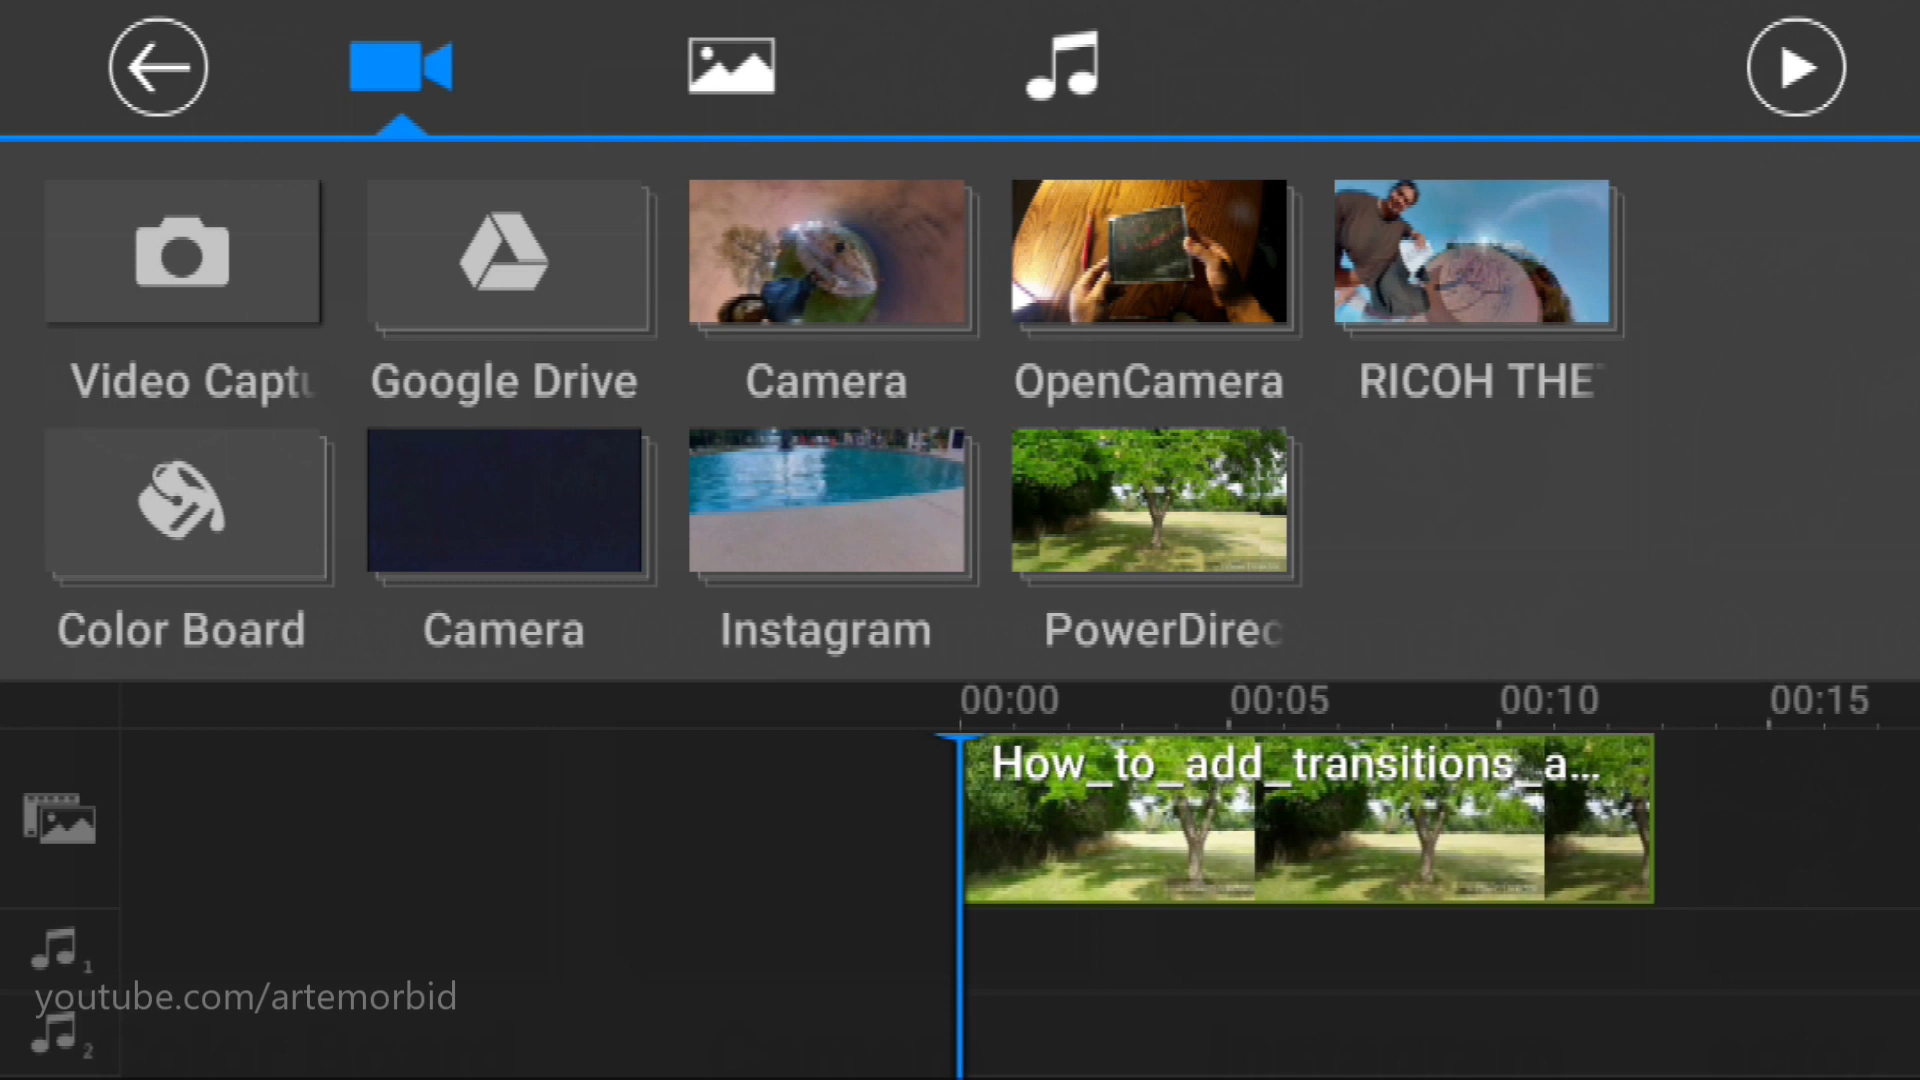 Video Captu
Google Drive
Camera
OpenCamera
RICOH THE
Color Board
Camera
Instagram
PowerDirec
00:00
00:05
00:10
00:15
How_to_add_transitions_a...
1
youtube.com/artemorbid
2